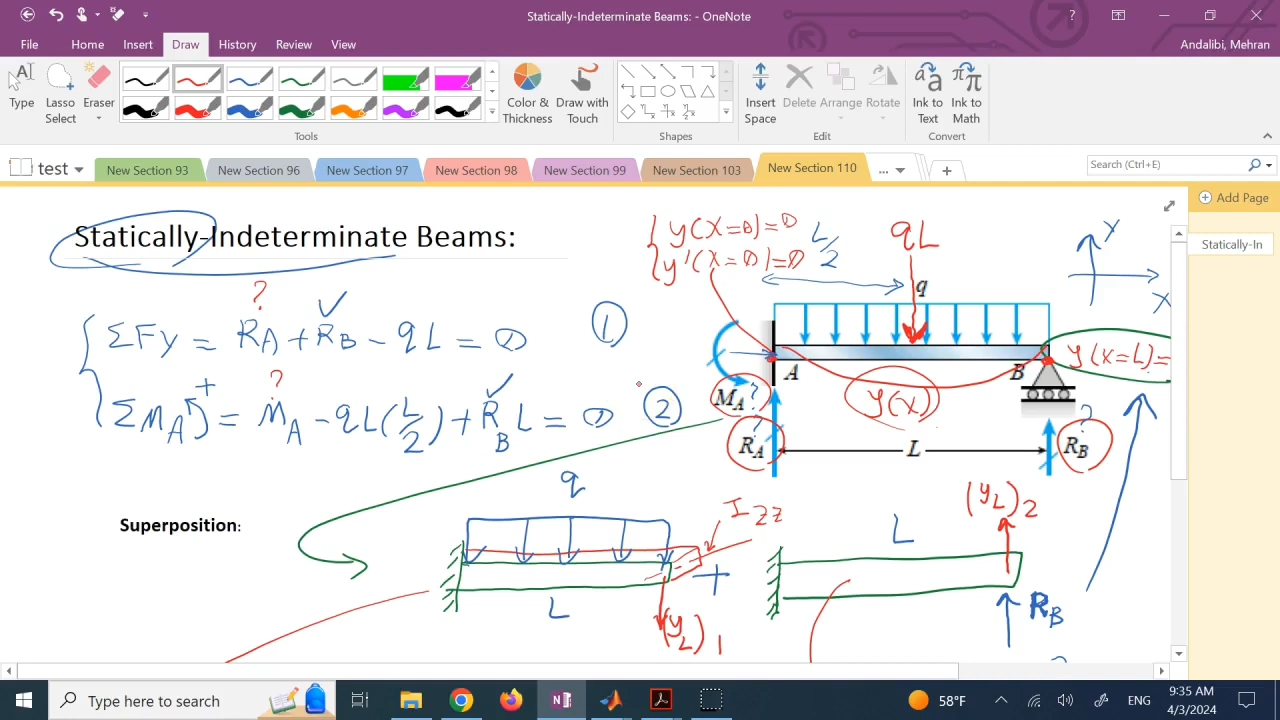 Statically-Indeterminate Beams: - OneNote
?
Andalibi, Mehran
File Home Insert Draw History Review View
Type
Lasso Select
Eraser
Color & Thickness
Draw with Touch
Insert Space
Delete
Arrange
Rotate
Ink to Text
Ink to Math
Tools
Shapes
Edit
Convert
test
New Section 93
New Section 96
New Section 97
New Section 98
New Section 99
New Section 103
New Section 110
...
Search (Ctrl+E)
Add Page
Statically-In
Statically-Indeterminate Beams:
y(x=0)=0
y'(x=0)=0
L/2
qL
q
Y
X
? ✓
ΣFy = RA + RB - qL = 0 1
? ✓
ΣMA + = MA - qL(L/2) + RB L = 0 2
A
B
y(x=L)=
MA ?
y(x)
RA ?
L
RB ?
Superposition:
q
Izz
L
(yL)1
+
L
(yL)2
RB
Type here to search
58°F
ENG
9:35 AM
4/3/2024